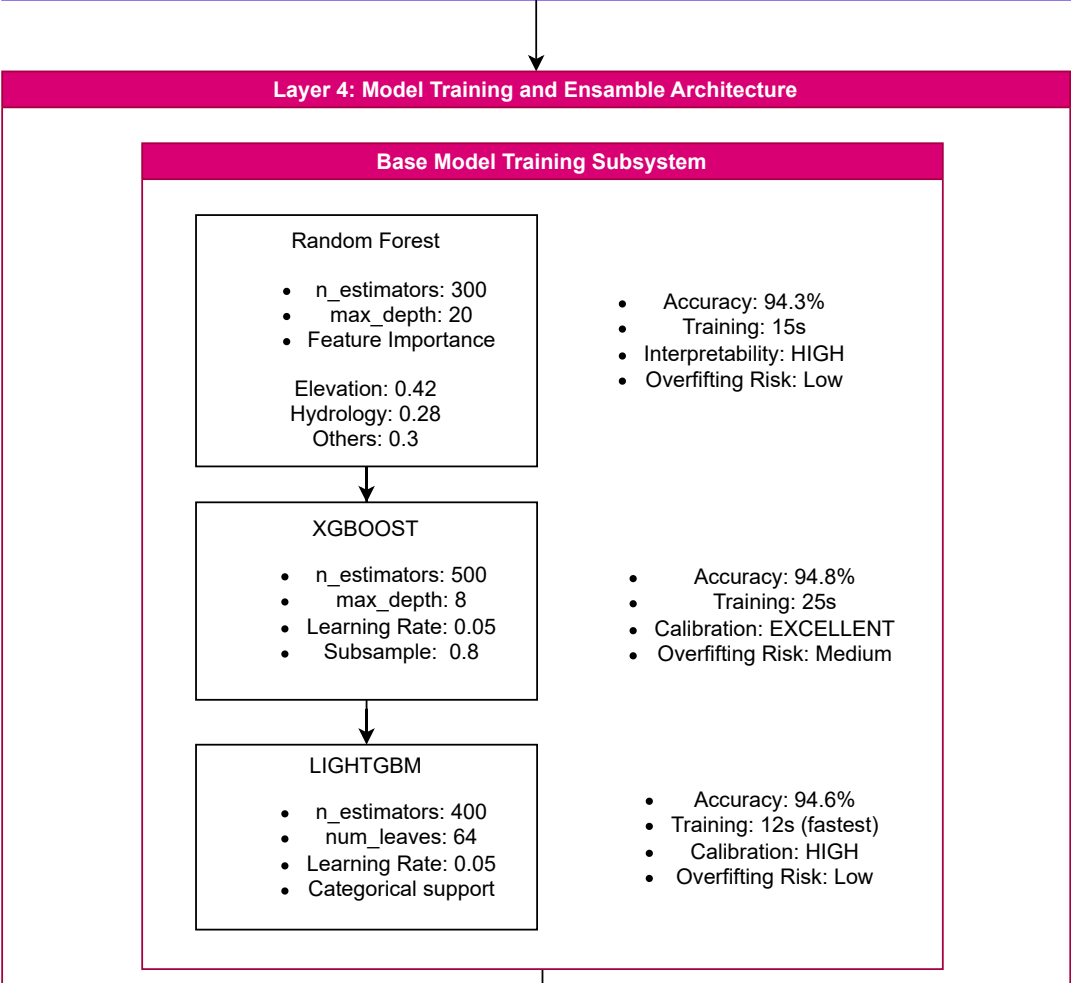 Layer 4: Model Training and Ensamble Architecture
Base Model Training Subsystem
Random Forest
• n_estimators: 300
• max_depth: 20
• Feature Importance
Elevation: 0.42
Hydrology: 0.28
Others: 0.3
• Accuracy: 94.3%
• Training: 15s
• Interpretability: HIGH
• Overfifting Risk: Low
XGBOOST
• n_estimators: 500
• max_depth: 8
• Learning Rate: 0.05
• Subsample: 0.8
• Accuracy: 94.8%
• Training: 25s
• Calibration: EXCELLENT
• Overfifting Risk: Medium
LIGHTGBM
• n_estimators: 400
• num_leaves: 64
• Learning Rate: 0.05
• Categorical support
• Accuracy: 94.6%
• Training: 12s (fastest)
• Calibration: HIGH
• Overfifting Risk: Low